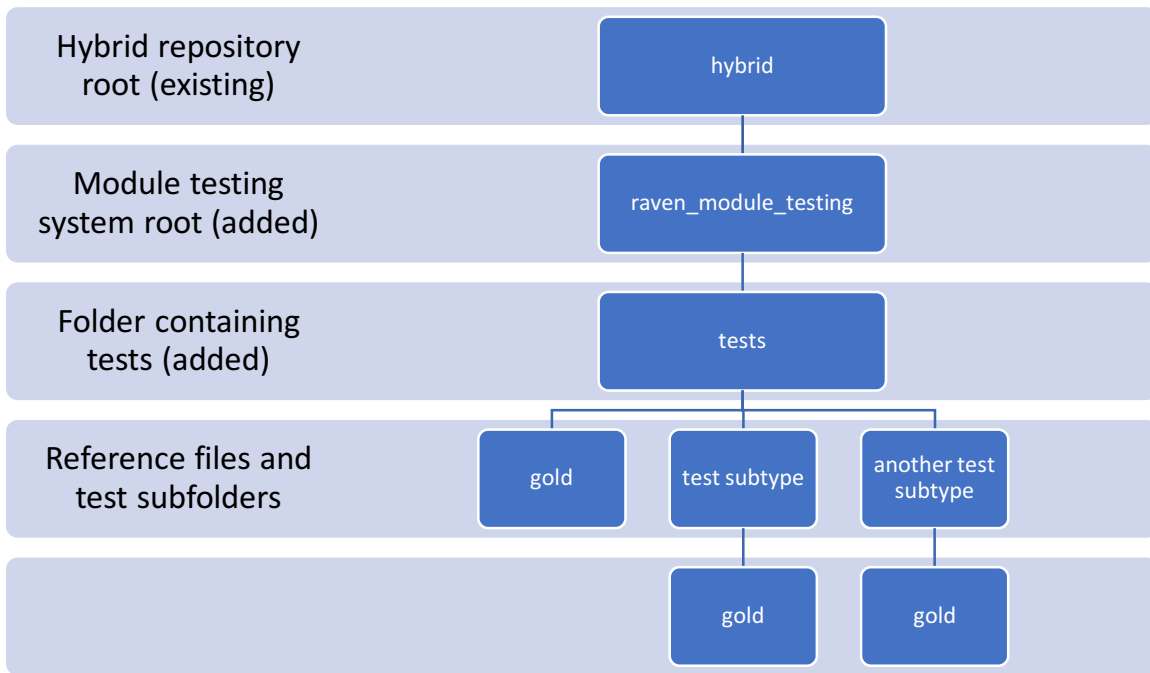 Hybrid repository
root (existing)
hybrid
Module testing
system root (added)
raven_module_testing
Folder containing
tests (added)
tests
Reference files and
test subfolders
gold
test subtype
another test
subtype
gold
gold